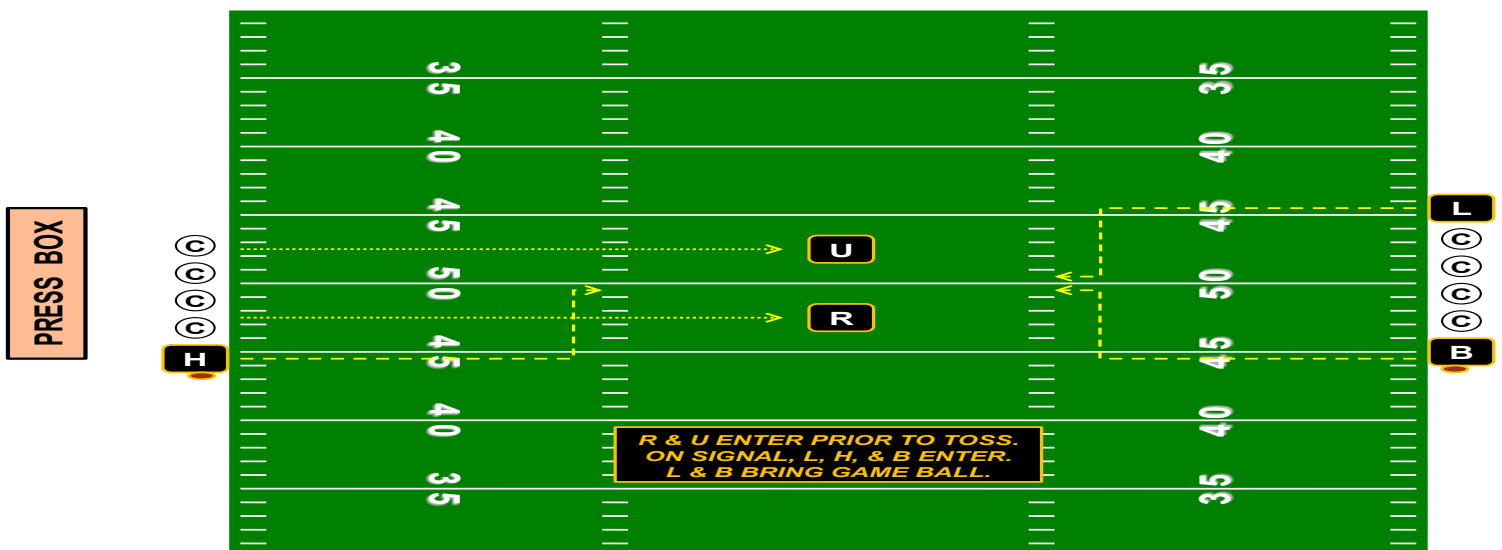 35 35
40 40
45 45
L
C C
U
C C
50 50
C C
PRESS BOX
R
C C
H 45 45 B
40 40
R & U ENTER PRIOR TO TOSS.
ON SIGNAL, L, H, & B ENTER.
L & B BRING GAME BALL.
35 35